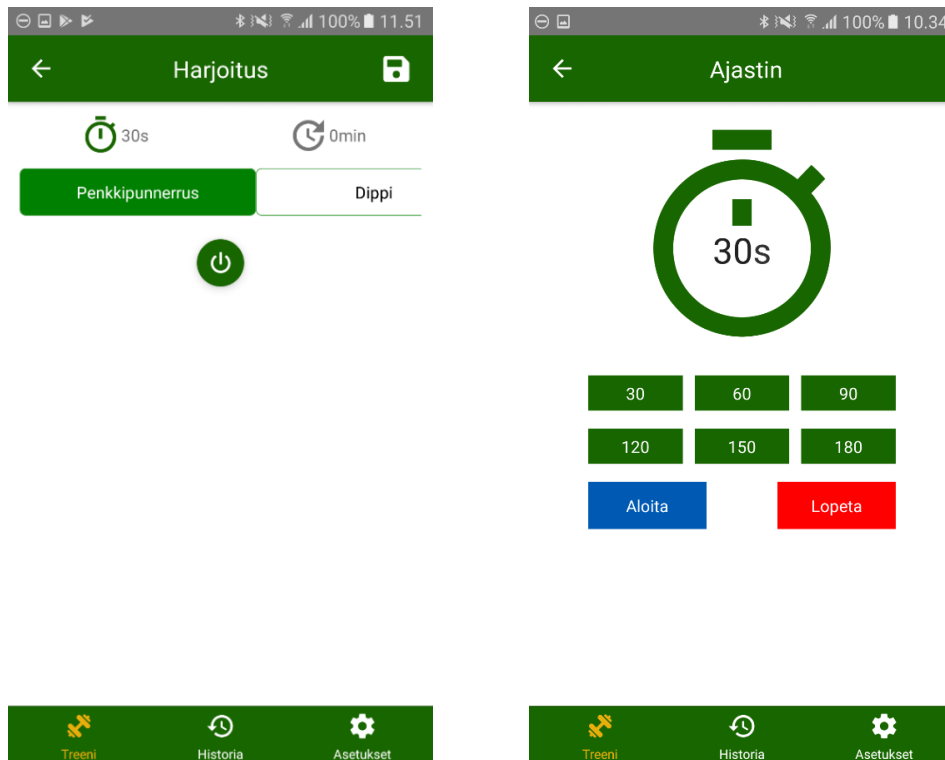 100% 11.51
Harjoitus
30s 0min
Penkkipunnerrus Dippi
Treeni Historia Asetukset
100% 10.34
Ajastin
30s
30 60 90
120 150 180
Aloita Lopeta
Treeni Historia Asetukset